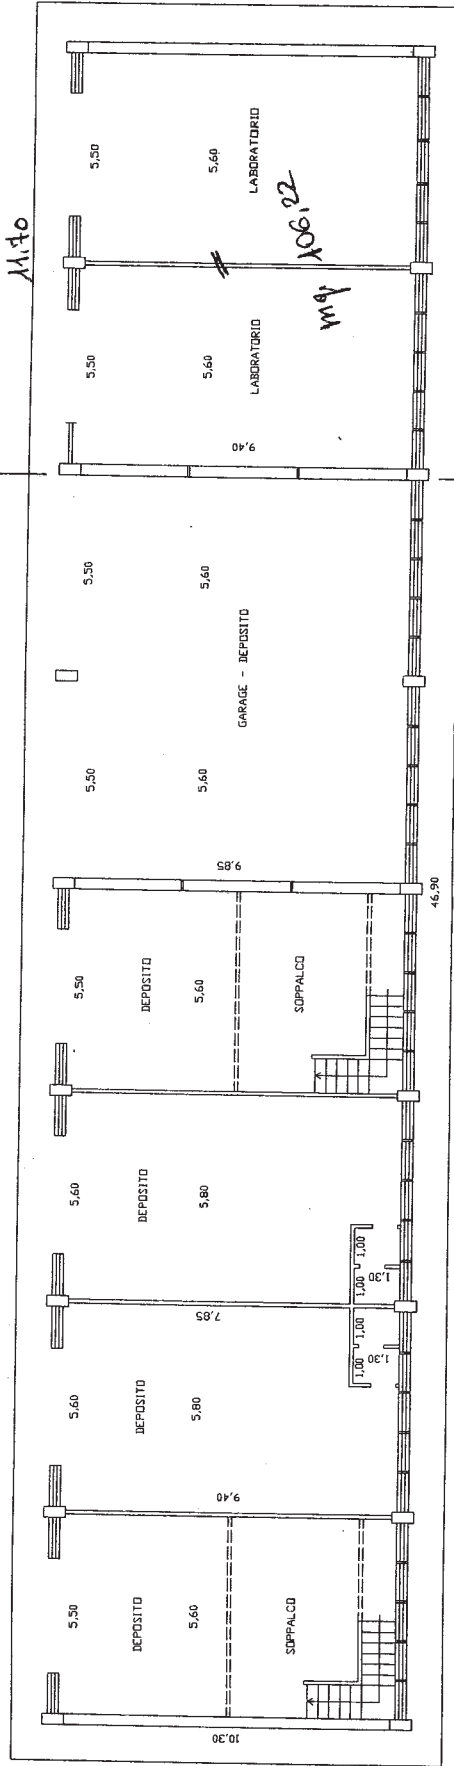 11.70
5,50
5,60
LABORATORIO
mq 106,22
5,50
5,60
LABORATORIO
9,40
5,50
5,60
GARAGE - DEPOSITO
5,50
5,60
9,85
46,90
5,50
DEPOSITO
5,60
SOPPALCO
5,60
DEPOSITO
5,80
1,00
1,30
1,00
7,85
1,00
1,30
1,00
5,60
DEPOSITO
5,80
9,40
5,50
DEPOSITO
5,60
SOPPALCO
10,30